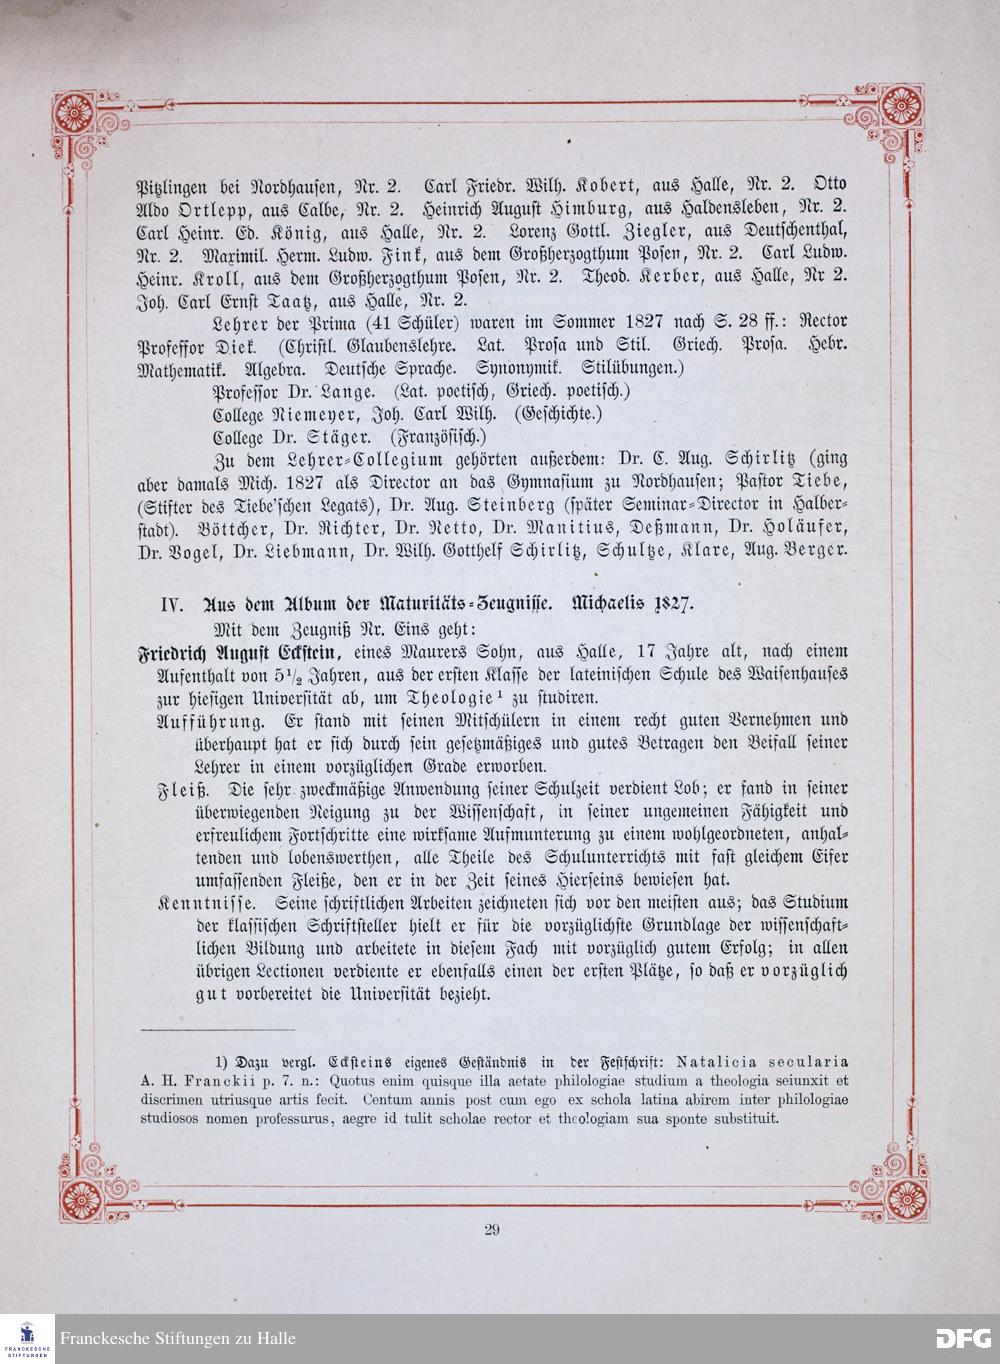 Pitzlingen bei Nordhausen, Nr. 2. Carl Friedr. Wilh. Kobert, aus Halle, Nr. 2. Otto
Aldo Ortlepp, aus Calbe, Nr. 2. Heinrich August Himburg, aus Haldensleben, Nr. 2.
Carl Heinr. Ed. König, aus Halle, Nr. 2. Lorenz Gottl. Ziegler, aus Deutschenthal,
Nr. 2. Maximil. Herm. Ludw. Fink, aus dem Großherzogthum Posen, Nr. 2. Carl Ludw.
Heinr. Kroll, aus dem Großherzogthum Posen, Nr. 2. Theod. Kerber, aus Halle, Nr 2.
Joh. Carl Ernst Taatz, aus Halle, Nr. 2.
Lehrer der Prima (41 Schüler) waren im Sommer 1827 nach S. 28 ff.: Rector
Professor Diek. (Christl. Glaubenslehre. Lat. Prosa und Stil. Griech. Prosa. Hebr.
Mathematik. Algebra. Deutsche Sprache. Synonymik. Stilübungen.)
Professor Dr. Lange. (Lat. poetisch, Griech. poetisch.)
College Niemeyer, Joh. Carl Wilh. (Geschichte.)
College Dr. Stäger. (Französisch.)
Zu dem Lehrer-Collegium gehörten außerdem: Dr. C. Aug. Schirlitz (ging
aber damals Mich. 1827 als Director an das Gymnasium zu Nordhausen; Pastor Tiebe,
(Stifter des Tiebe'schen Legats), Dr. Aug. Steinberg (später Seminar-Director in Halber-
stadt). Böttcher, Dr. Richter, Dr. Netto, Dr. Manitius, Deßmann, Dr. Holäufer,
Dr. Vogel, Dr. Liebmann, Dr. Wilh. Gotthelf Schirlitz, Schultze, Klare, Aug. Berger.
IV. Aus dem Album der Maturitäts-Zeugnisse. Michaelis 1827.
Mit dem Zeugniß Nr. Eins geht:
Friedrich August Eckstein, eines Maurers Sohn, aus Halle, 17 Jahre alt, nach einem
Aufenthalt von 5 1/2 Jahren, aus der ersten Klasse der lateinischen Schule des Waisenhauses
zur hiesigen Universität ab, um Theologie¹ zu studiren.
Aufführung. Er stand mit seinen Mitschülern in einem recht guten Vernehmen und
überhaupt hat er sich durch sein gesetzmäßiges und gutes Betragen den Beifall seiner
Lehrer in einem vorzüglichen Grade erworben.
Fleiß. Die sehr zweckmäßige Anwendung seiner Schulzeit verdient Lob; er fand in seiner
überwiegenden Neigung zu der Wissenschaft, in seiner ungemeinen Fähigkeit und
erfreulichem Fortschritte eine wirksame Aufmunterung zu einem wohlgeordneten, anhal-
tenden und lobenswerthen, alle Theile des Schulunterrichts mit fast gleichem Eifer
umfassenden Fleiße, den er in der Zeit seines Hierseins bewiesen hat.
Kenntnisse. Seine schriftlichen Arbeiten zeichneten sich vor den meisten aus; das Studium
der klassischen Schriftsteller hielt er für die vorzüglichste Grundlage der wissenschaft-
lichen Bildung und arbeitete in diesem Fach mit vorzüglich gutem Erfolg; in allen
übrigen Lectionen verdiente er ebenfalls einen der ersten Plätze, so daß er vorzüglich
gut vorbereitet die Universität bezieht.
1) Dazu vergl. Ecksteins eigenes Geständnis in der Festschrift: Natalicia secularia
A. H. Franckii p. 7. n.: Quotus enim quisque illa aetate philologiae studium a theologia seiunxit et
discrimen utriusque artis fecit. Centum annis post cum ego ex schola latina abirem inter philologiae
studiosos nomen professurus, aegre id tulit scholae rector et theologiam sua sponte substituit.
29
FRANCKESCHE
STIFTUNGEN
Franckesche Stiftungen zu Halle
DFG